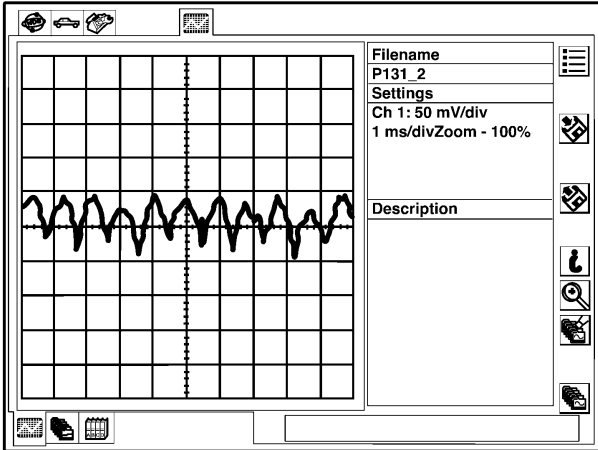 Filename
P131_2
Settings
Ch 1: 50 mV/div
1 ms/divZoom - 100%
Description